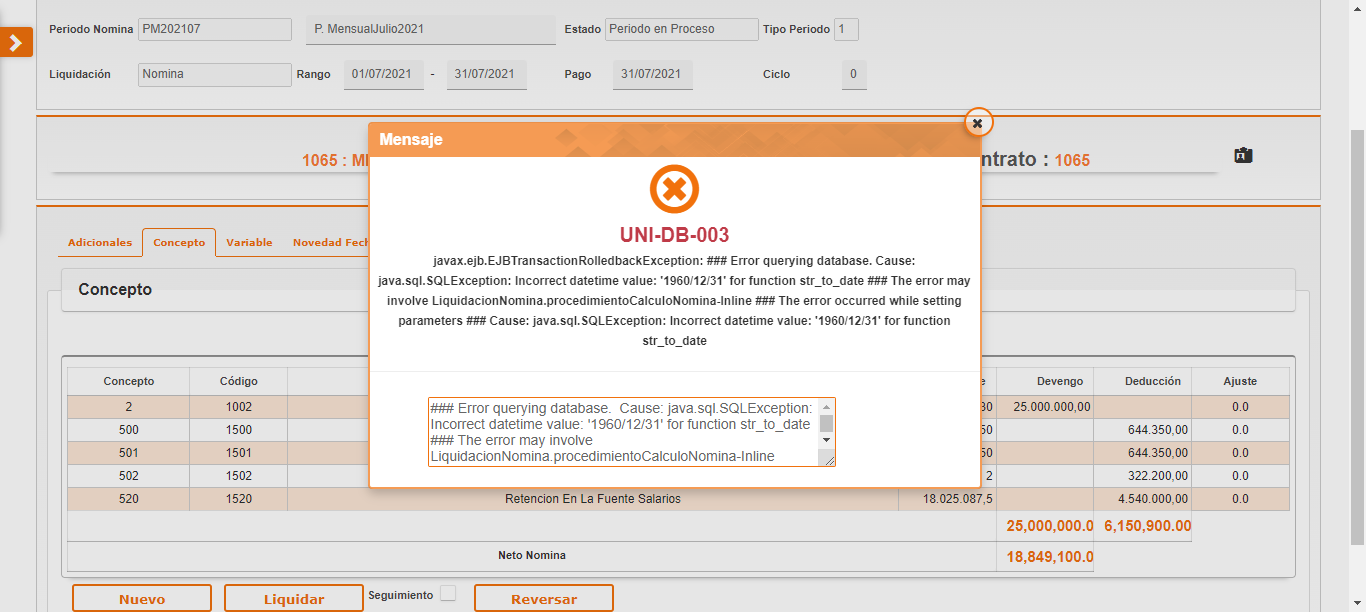 Periodo Nomina PM202107 P. MensualJulio2021 Estado Periodo en Proceso Tipo Periodo 1
Liquidación Nomina Rango 01/07/2021 - 31/07/2021 Pago 31/07/2021 Ciclo 0
Mensaje
1065 : ntrato : 1065
UNI-DB-003
Adicionales Concepto Variable Novedad
javax.ejb.EJBTransactionRolledbackException: ### Error querying database. Cause:
java.sql.SQLException: Incorrect datetime value: '1960/12/31' for function str_to_date ### The error may
involve LiquidacionNomina.procedimientoCalculoNomina-Inline ### The error occurred while setting
parameters ### Cause: java.sql.SQLException: Incorrect datetime value: '1960/12/31' for function
str_to_date
Concepto
Concepto Código e Devengo Deducción Ajuste
2 1002 30 25.000.000,00 0.0
500 1500 50 644.350,00 0.0
501 1501 50 644.350,00 0.0
502 1502 2 322.200,00 0.0
520 1520 Retencion En La Fuente Salarios 18.025.087,5 4.540.000,00 0.0
### Error querying database.  Cause: java.sql.SQLException:
Incorrect datetime value: '1960/12/31' for function str_to_date
### The error may involve
LiquidacionNomina.procedimientoCalculoNomina-Inline
25,000,000.0 6,150,900.00
Neto Nomina 18,849,100.0
Nuevo Liquidar Seguimiento Reversar